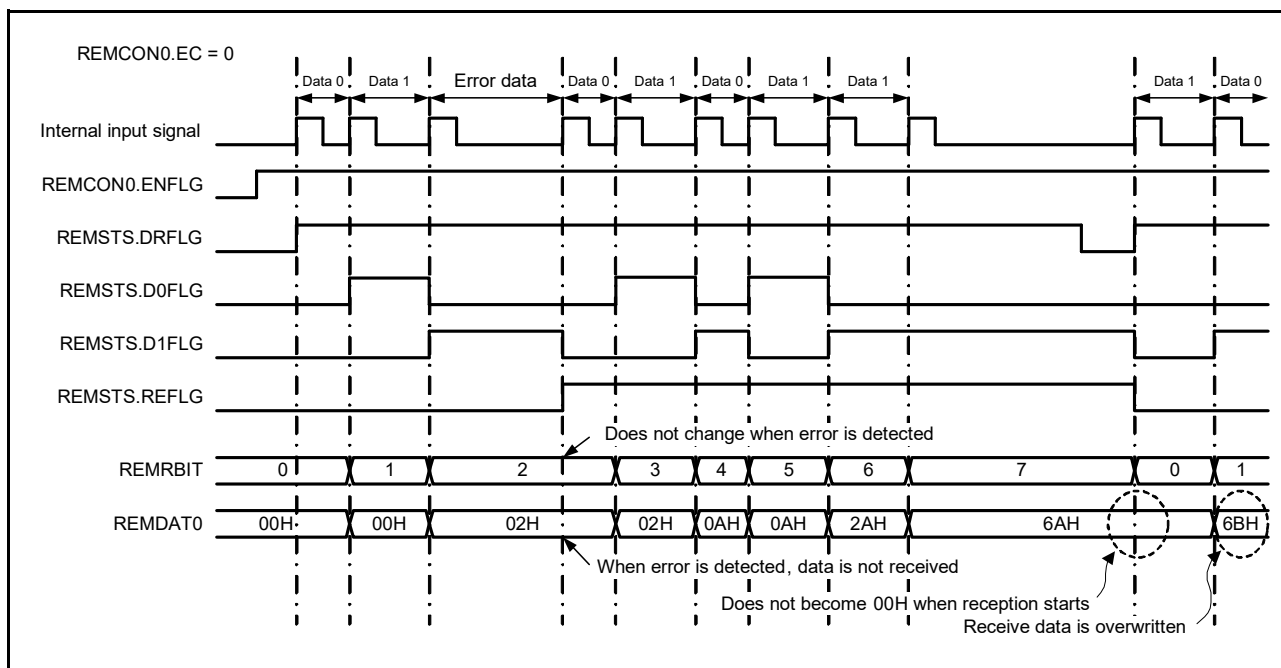 REMCON0.EC = 0
Data 0 Data 1 Error data Data 0 Data 1 Data 0 Data 1 Data 1 Data 1 Data 0
Internal input signal
REMCON0.ENFLG
REMSTS.DRFLG
REMSTS.D0FLG
REMSTS.D1FLG
REMSTS.REFLG
Does not change when error is detected
REMRBIT 0 1 2 3 4 5 6 7 0 1
REMDAT0 00H 00H 02H 02H 0AH 0AH 2AH 6AH 6BH
When error is detected, data is not received
Does not become 00H when reception starts
Receive data is overwritten